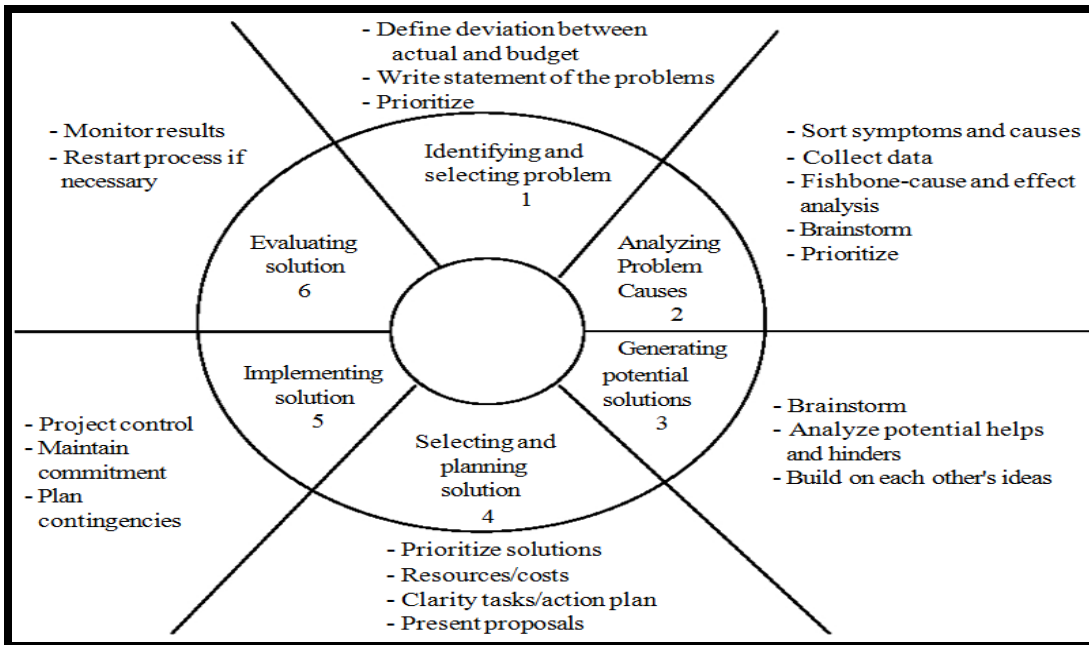 - Define deviation between
actual and budget
- Write statement of the problems
- Prioritize
Identifying and
selecting problem
1
- Sort symptoms and causes
- Collect data
- Fishbone-cause and effect
analysis
- Brainstorm
- Prioritize
Analyzing
Problem
Causes
2
Generating
potential
solutions
3
- Brainstorm
- Analyze potential helps
and hinders
- Build on each other's ideas
Selecting and
planning
solution
4
- Prioritize solutions
- Resources/costs
- Clarity tasks/action plan
- Present proposals
Implementing
solution
5
- Project control
- Maintain
commitment
- Plan
contingencies
Evaluating
solution
6
- Monitor results
- Restart process if
necessary